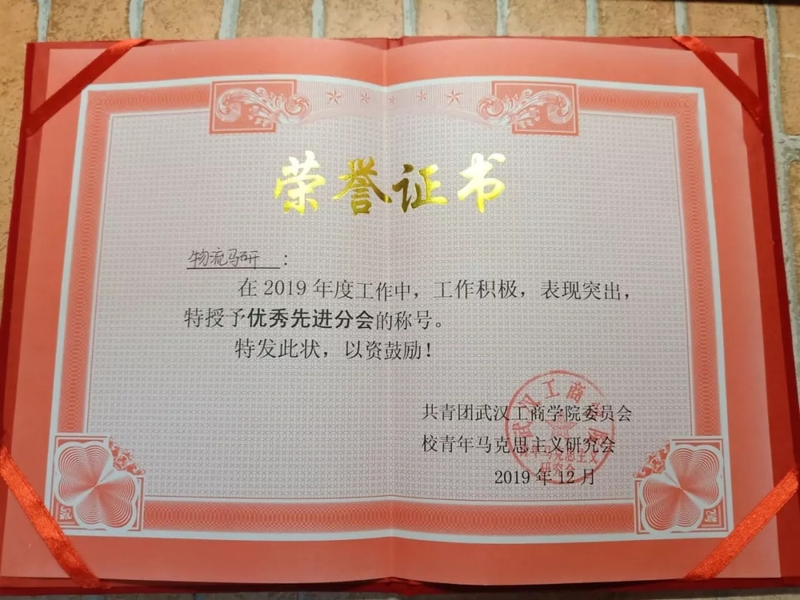 荣誉证书
物流马研：
在2019年度工作中，工作积极，表现突出，
特授予优秀先进分会的称号。
特发此状，以资鼓励！
共青团武汉工商学院委员会
校青年马克思主义研究会
2019年12月